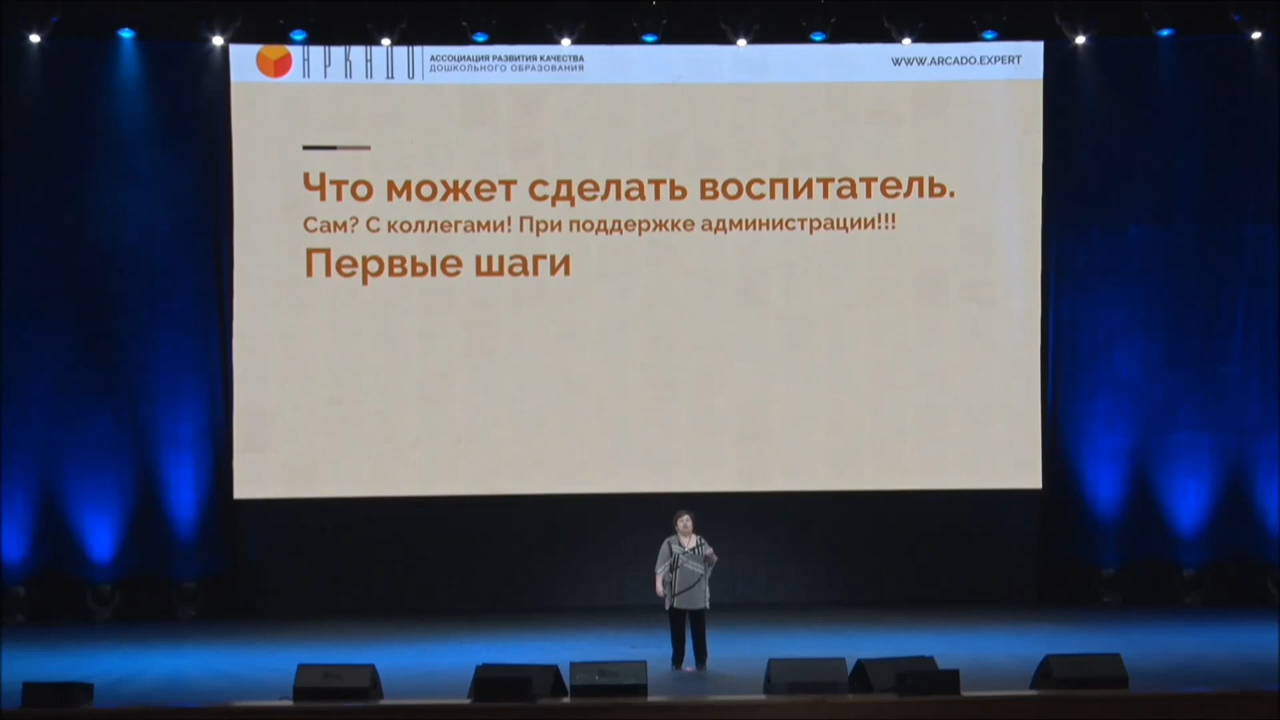 АРКАДО
АССОЦИАЦИЯ РАЗВИТИЯ КАЧЕСТВА
ДОШКОЛЬНОГО ОБРАЗОВАНИЯ
WWW.ARCADO.EXPERT
Что может сделать воспитатель.
Сам? С коллегами! При поддержке администрации!!!
Первые шаги